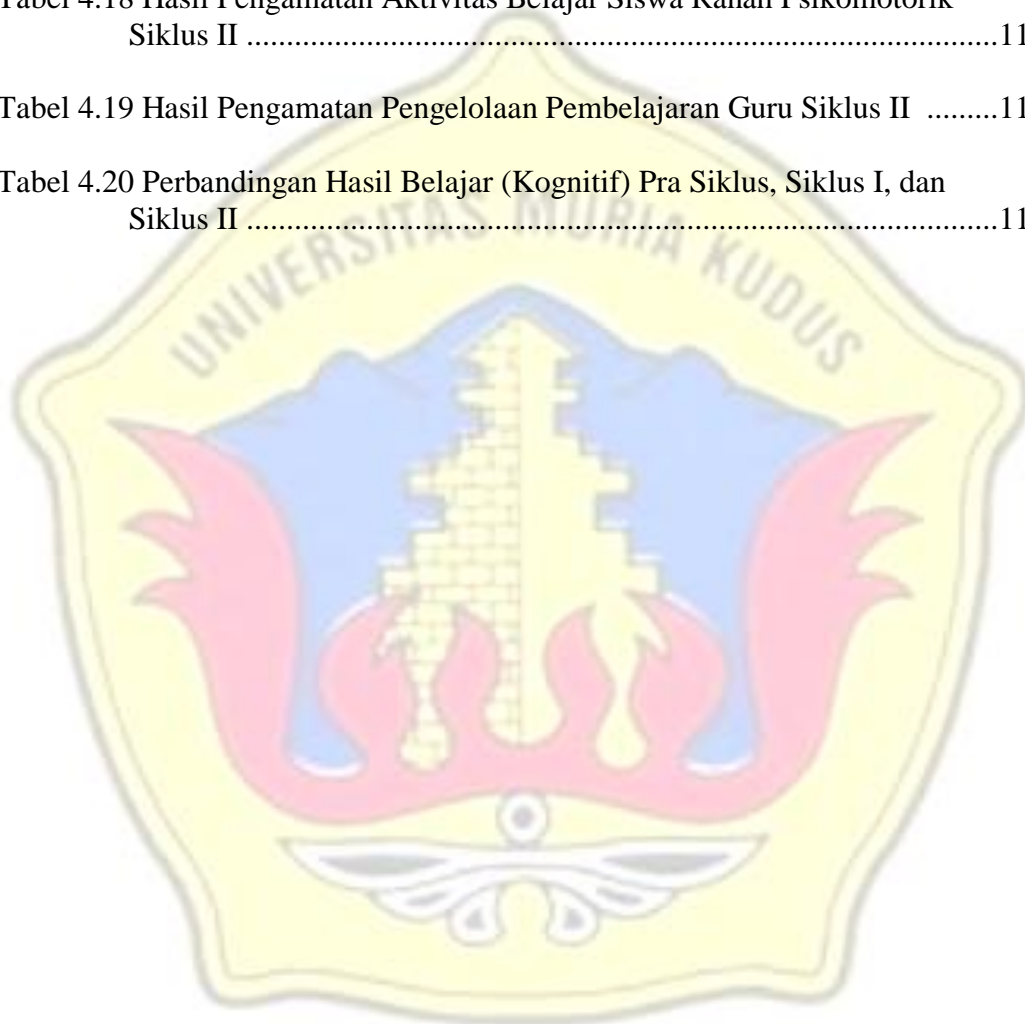 Tabel 4.18 Hasil Pengamatan Aktivitas Belajar Siswa Ranah Psikomotorik
Siklus II ..............................................................................................11
Tabel 4.19 Hasil Pengamatan Pengelolaan Pembelajaran Guru Siklus II .........11
Tabel 4.20 Perbandingan Hasil Belajar (Kognitif) Pra Siklus, Siklus I, dan
Siklus II ..............................................................................................11
UNIVERSITAS MURIA KUDUS